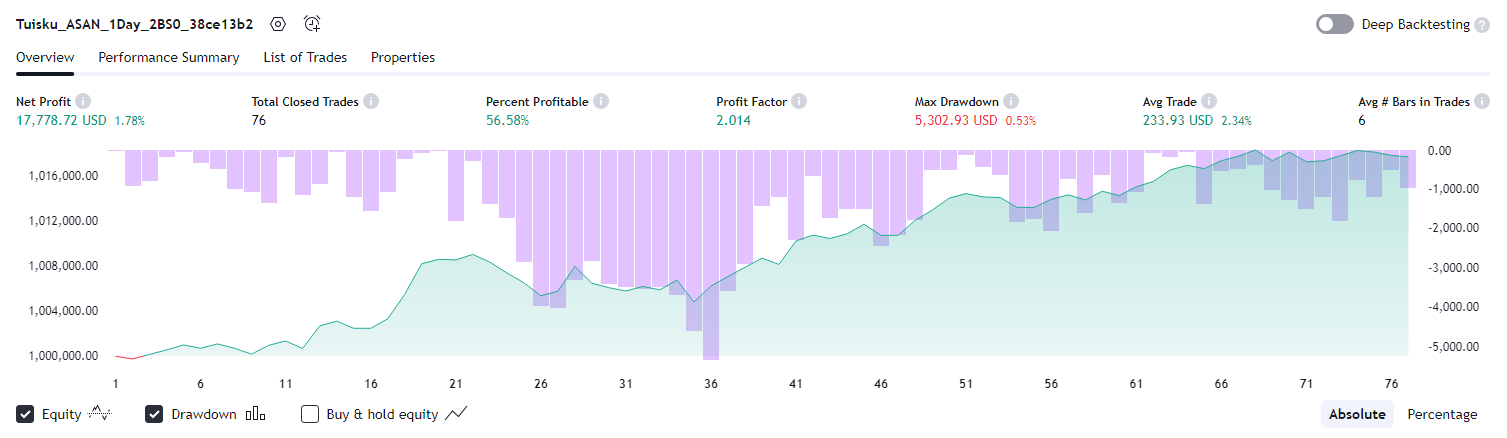 Tuisku_ASAN_1Day_2BS0_38ce13b2 Deep Backtesting ?
Overview Performance Summary List of Trades Properties
Net Profit i Total Closed Trades i Percent Profitable i Profit Factor i Max Drawdown i Avg Trade i Avg # Bars in Trades i
17,778.72 USD 1.78% 76 56.58% 2.014 5,302.93 USD 0.53% 233.93 USD 2.34% 6
0.00
1,016,000.00 -1,000.00
1,012,000.00 -2,000.00
1,008,000.00 -3,000.00
1,004,000.00 -4,000.00
1,000,000.00 -5,000.00
1 6 11 16 21 26 31 36 41 46 51 56 61 66 71 76
Equity Drawdown Buy & hold equity Absolute Percentage